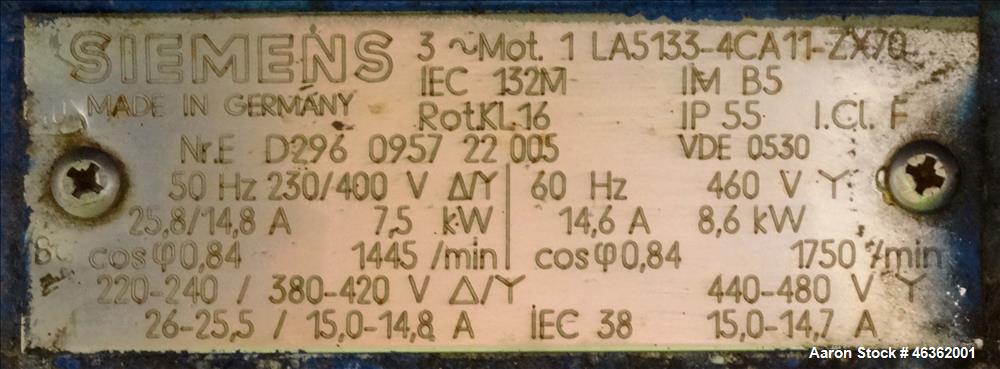 SIEMENS 3 ~Mot. 1 LA5133-4CA11-ZX70
IEC 132M IM B5
MADE IN GERMANY RotKL16 IP 55 I.Cl. F
Nr.E D296 0957 22 005 VDE 0530
50 Hz 230/400 V Δ/Y 60 Hz 460 V Y
25,8/14,8 A 7,5 kW 14,6 A 8,6 kW
cosφ0,84 1445 /min cosφ0,84 1750 /min
220-240 / 380-420 V Δ/Y 440-480 V Y
26-25,5 / 15,0-14,8 A IEC 38 15,0-14,7 A
Aaron Stock # 46362001